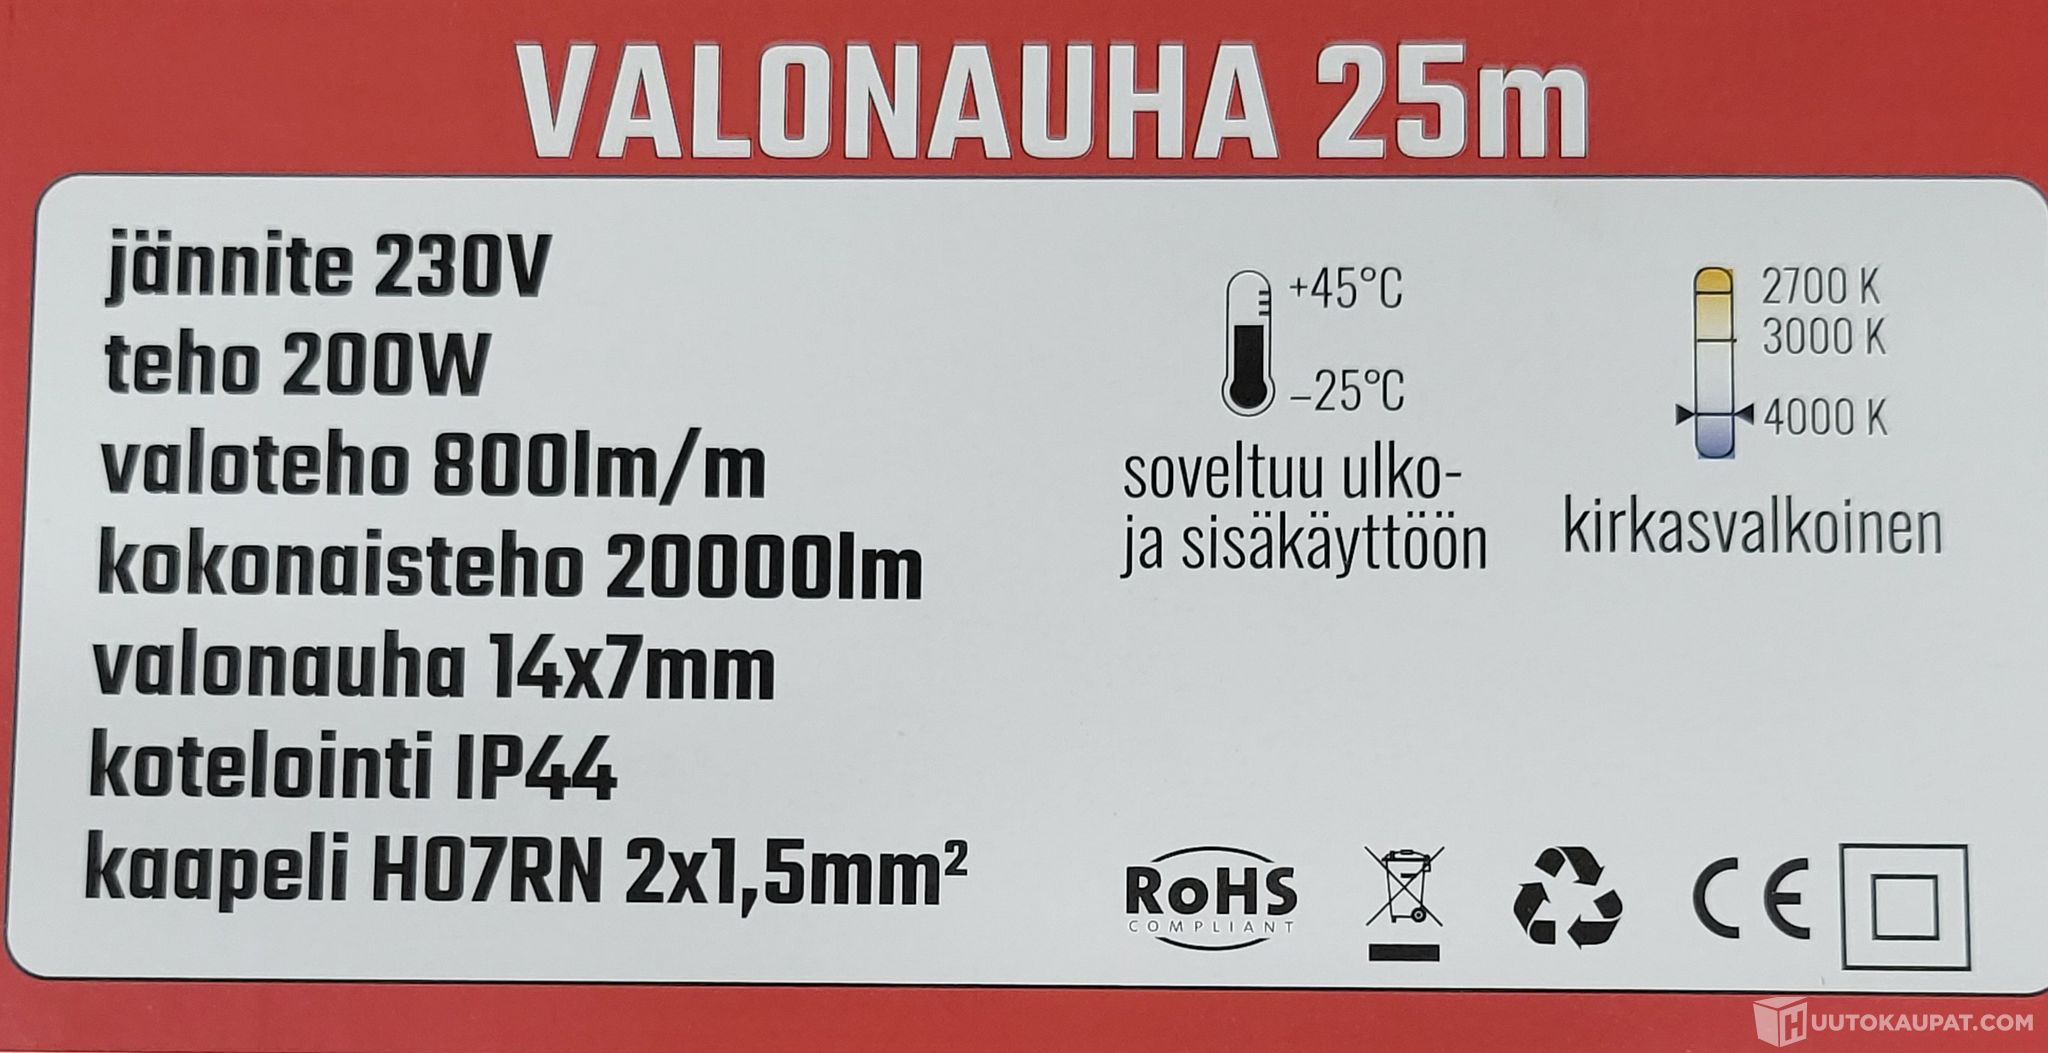 VALONAUHA 25m
jännite 230V
teho 200W
valoteho 800lm/m
kokonaisteho 20000lm
valonauha 14x7mm
kotelointi IP44
kaapeli H07RN 2x1,5mm²
+45°C
–25°C
soveltuu ulko-
ja sisäkäyttöön
2700 K
3000 K
4000 K
kirkasvalkoinen
RoHS
COMPLIANT
CE
HUUTOKAUPAT.COM